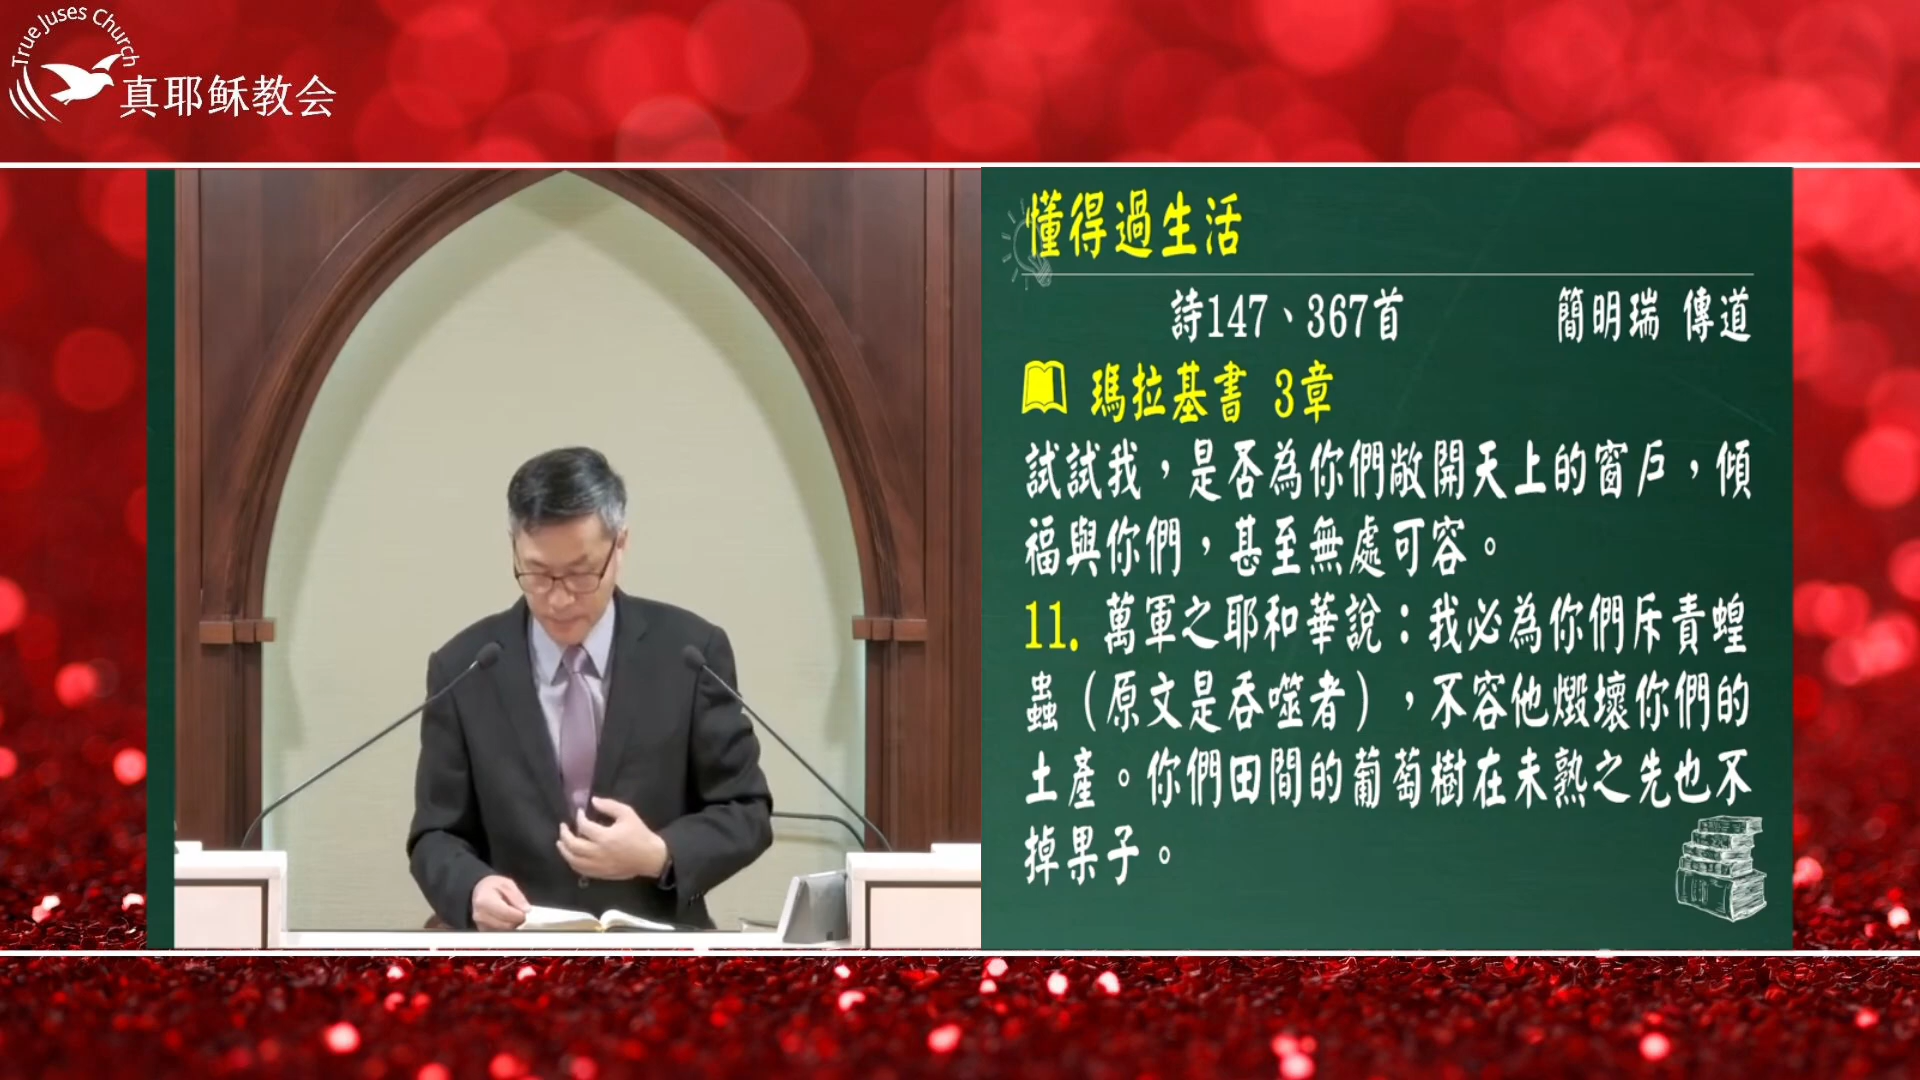 True Juses Church
真耶稣教会
懂得過生活
詩147、367首 簡明瑞 傳道
瑪拉基書 3章
試試我，是否為你們敞開天上的窗戶，傾
福與你們，甚至無處可容。
11. 萬軍之耶和華說：我必為你們斥責蝗
蟲（原文是吞噬者），不容他燬壞你們的
土產。你們田間的葡萄樹在未熟之先也不
掉果子。